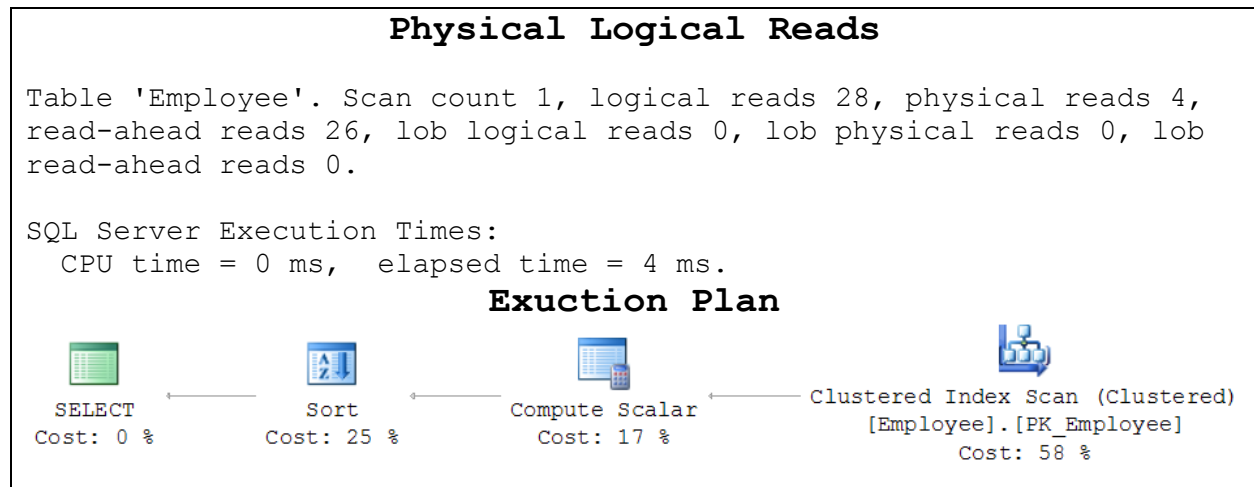 Physical Logical Reads
Table 'Employee'. Scan count 1, logical reads 28, physical reads 4,
read-ahead reads 26, lob logical reads 0, lob physical reads 0, lob
read-ahead reads 0.
SQL Server Execution Times:
CPU time = 0 ms,  elapsed time = 4 ms.
Exuction Plan
SELECT
Cost: 0 %
Sort
Cost: 25 %
Compute Scalar
Cost: 17 %
Clustered Index Scan (Clustered)
[Employee].[PK_Employee]
Cost: 58 %